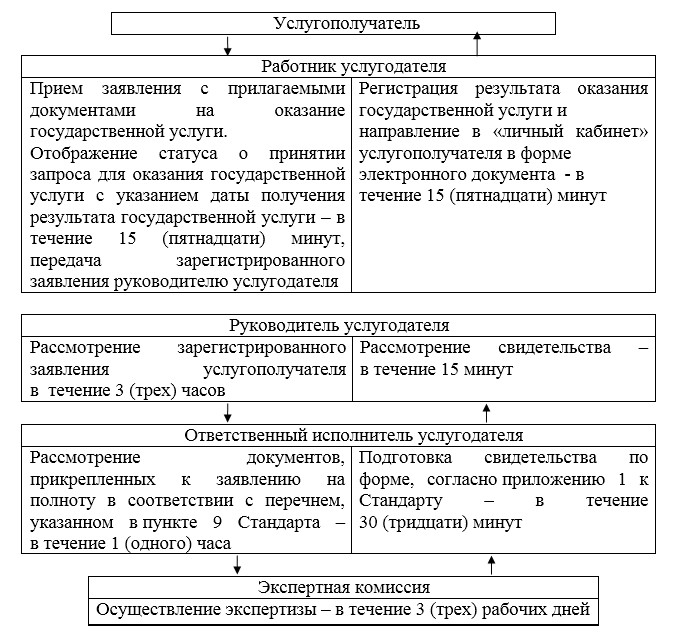 Услугополучатель
Работник услугодателя
Прием заявления с прилагаемыми
документами на оказание
государственной услуги.
Отображение статуса о принятии
запроса для оказания государственной
услуги с указанием даты получения
результата государственной услуги – в
течение 15 (пятнадцати) минут,
передача зарегистрированного
заявления руководителю услугодателя
Регистрация результата оказания
государственной услуги и
направление в «личный кабинет»
услугополучателя в форме
электронного документа - в
течение 15 (пятнадцати) минут
Руководитель услугодателя
Рассмотрение зарегистрированного
заявления услугополучателя
в течение 3 (трех) часов
Рассмотрение свидетельства –
в течение 15 минут
Ответственный исполнитель услугодателя
Рассмотрение документов,
прикрепленных к заявлению на
полноту в соответствии с перечнем,
указанном в пункте 9 Стандарта –
в течение 1 (одного) часа
Подготовка свидетельства по
форме, согласно приложению 1 к
Стандарту – в течение
30 (тридцати) минут
Экспертная комиссия
Осуществление экспертизы – в течение 3 (трех) рабочих дней